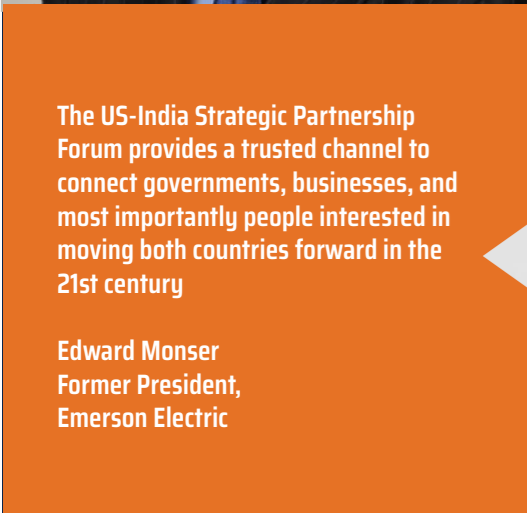 The US-India Strategic Partnership
Forum provides a trusted channel to
connect governments, businesses, and
most importantly people interested in
moving both countries forward in the
21st century
Edward Monser
Former President,
Emerson Electric